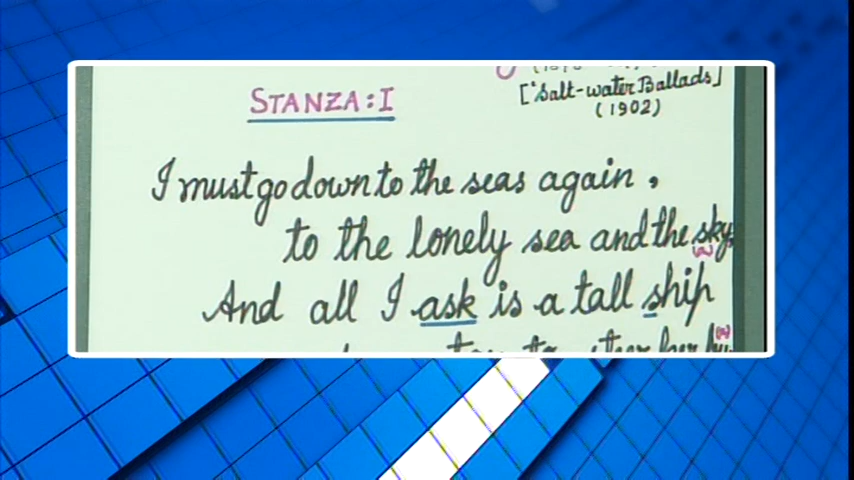 ['Salt-water Ballads]
(1902)
STANZA : I
I must go down to the seas again,
to the lonely sea and the sky,
(a)
And all I ask is a tall ship
(a)